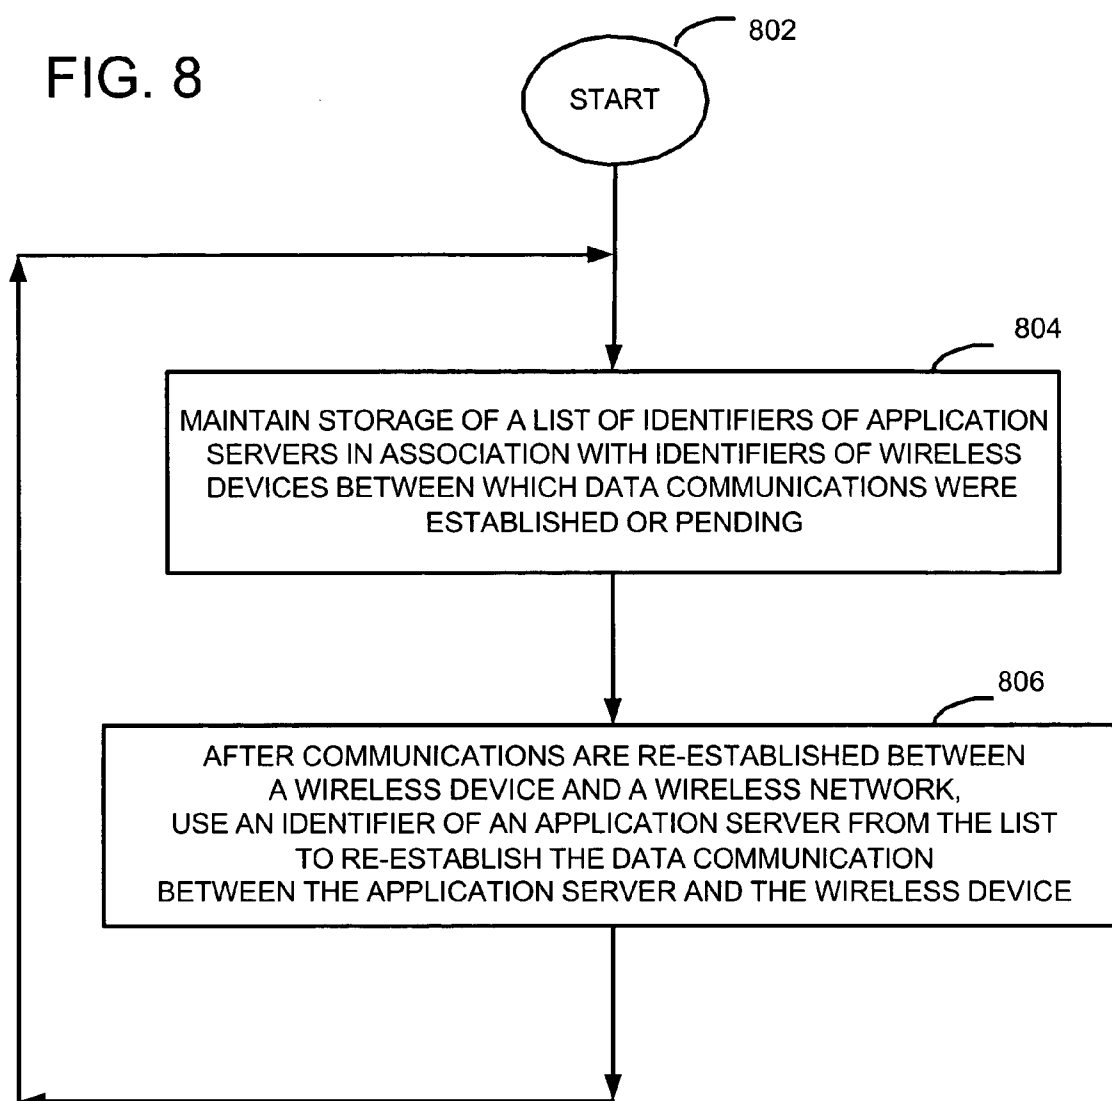 FIG. 8
802
START
804
MAINTAIN STORAGE OF A LIST OF IDENTIFIERS OF APPLICATION
SERVERS IN ASSOCIATION WITH IDENTIFIERS OF WIRELESS
DEVICES BETWEEN WHICH DATA COMMUNICATIONS WERE
ESTABLISHED OR PENDING
806
AFTER COMMUNICATIONS ARE RE-ESTABLISHED BETWEEN
A WIRELESS DEVICE AND A WIRELESS NETWORK,
USE AN IDENTIFIER OF AN APPLICATION SERVER FROM THE LIST
TO RE-ESTABLISH THE DATA COMMUNICATION
BETWEEN THE APPLICATION SERVER AND THE WIRELESS DEVICE